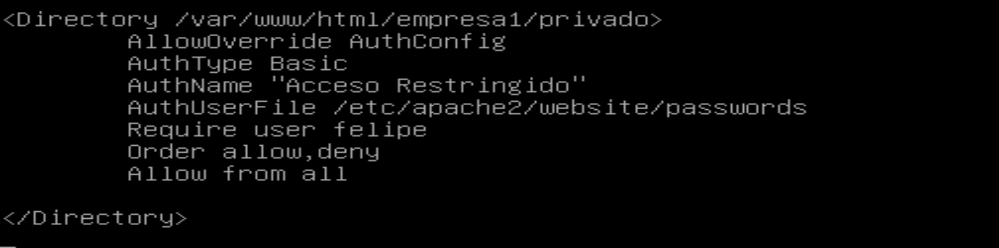 <Directory /var/www/html/empresa1/privado>
AllowOverride AuthConfig
AuthType Basic
AuthName "Acceso Restringido"
AuthUserFile /etc/apache2/website/passwords
Require user felipe
Order allow,deny
Allow from all
</Directory>